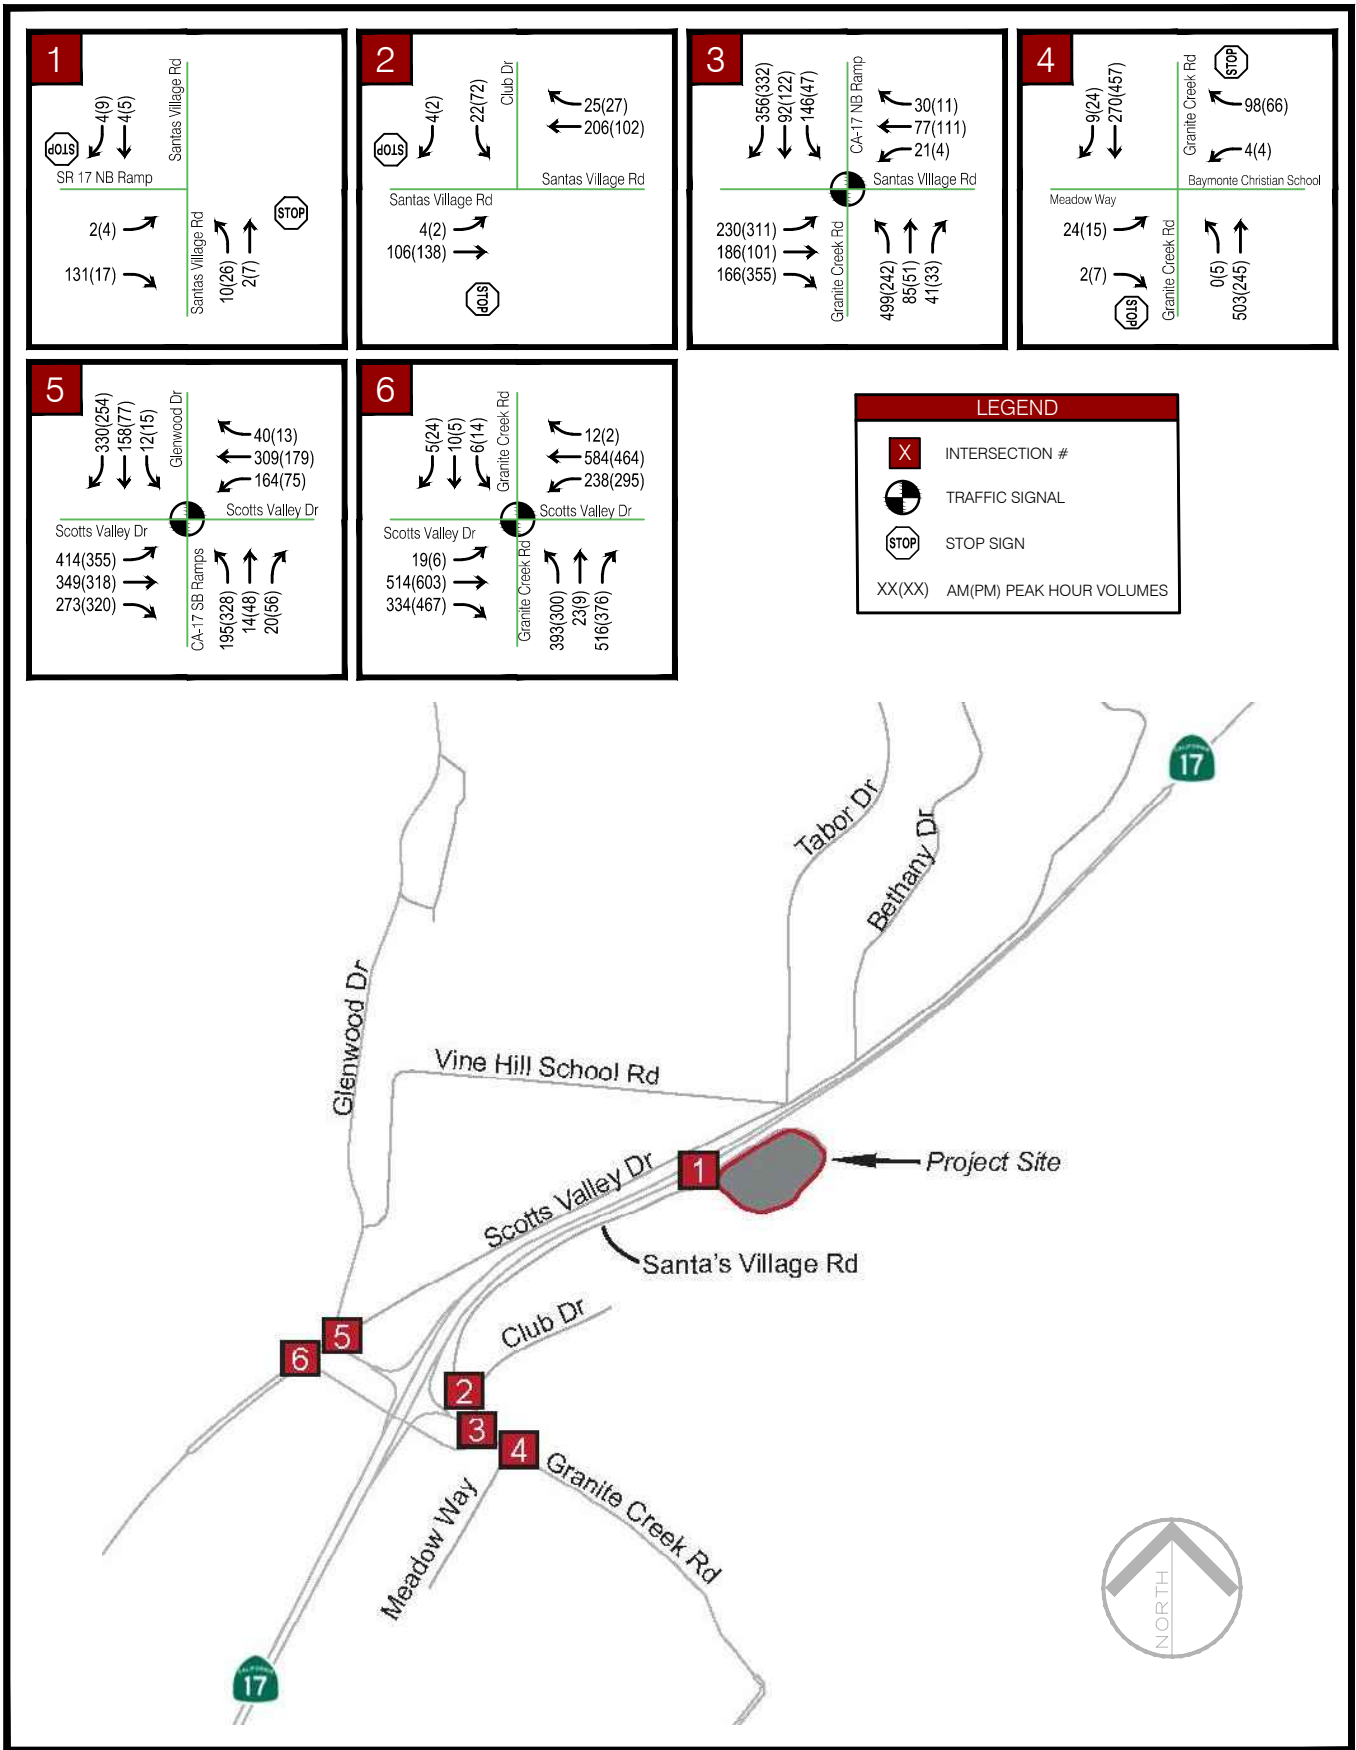 1
4(9)
4(5)
Santas Village Rd
STOP
SR 17 NB Ramp
2(4)
131(17)
Santas Village Rd
10(26)
2(7)
STOP
2
4(2)
22(72)
Club Dr
25(27)
206(102)
STOP
Santas Village Rd
Santas Village Rd
4(2)
106(138)
STOP
3
356(332)
92(122)
146(47)
CA-17 NB Ramp
30(11)
77(111)
21(4)
Santas VIllage Rd
230(311)
186(101)
166(355)
Granite Creek Rd
499(242)
85(51)
41(33)
4
9(24)
270(457)
Granite Creek Rd
STOP
98(66)
4(4)
Baymonte Christian School
Meadow Way
24(15)
2(7)
STOP
Granite Creek Rd
0(5)
503(245)
5
330(254)
158(77)
12(15)
Glenwood Dr
40(13)
309(179)
164(75)
Scotts Valley Dr
Scotts Valley Dr
414(355)
349(318)
273(320)
CA-17 SB Ramps
195(328)
14(48)
20(56)
6
5(24)
10(5)
6(14)
Granite Creek Rd
12(2)
584(464)
238(295)
Scotts Valley Dr
Scotts Valley Dr
19(6)
514(603)
334(467)
Granite Creek Rd
393(300)
23(9)
516(376)
LEGEND
X INTERSECTION #
TRAFFIC SIGNAL
STOP STOP SIGN
XX(XX) AM(PM) PEAK HOUR VOLUMES
CALIFORNIA
17
Tabor Dr
Bethany Dr
Glenwood Dr
Vine Hill School Rd
Scotts Valley Dr
1
Project Site
Santa's Village Rd
Club Dr
5
6
2
3
4
Granite Creek Rd
Meadow Way
NORTH
CALIFORNIA
17